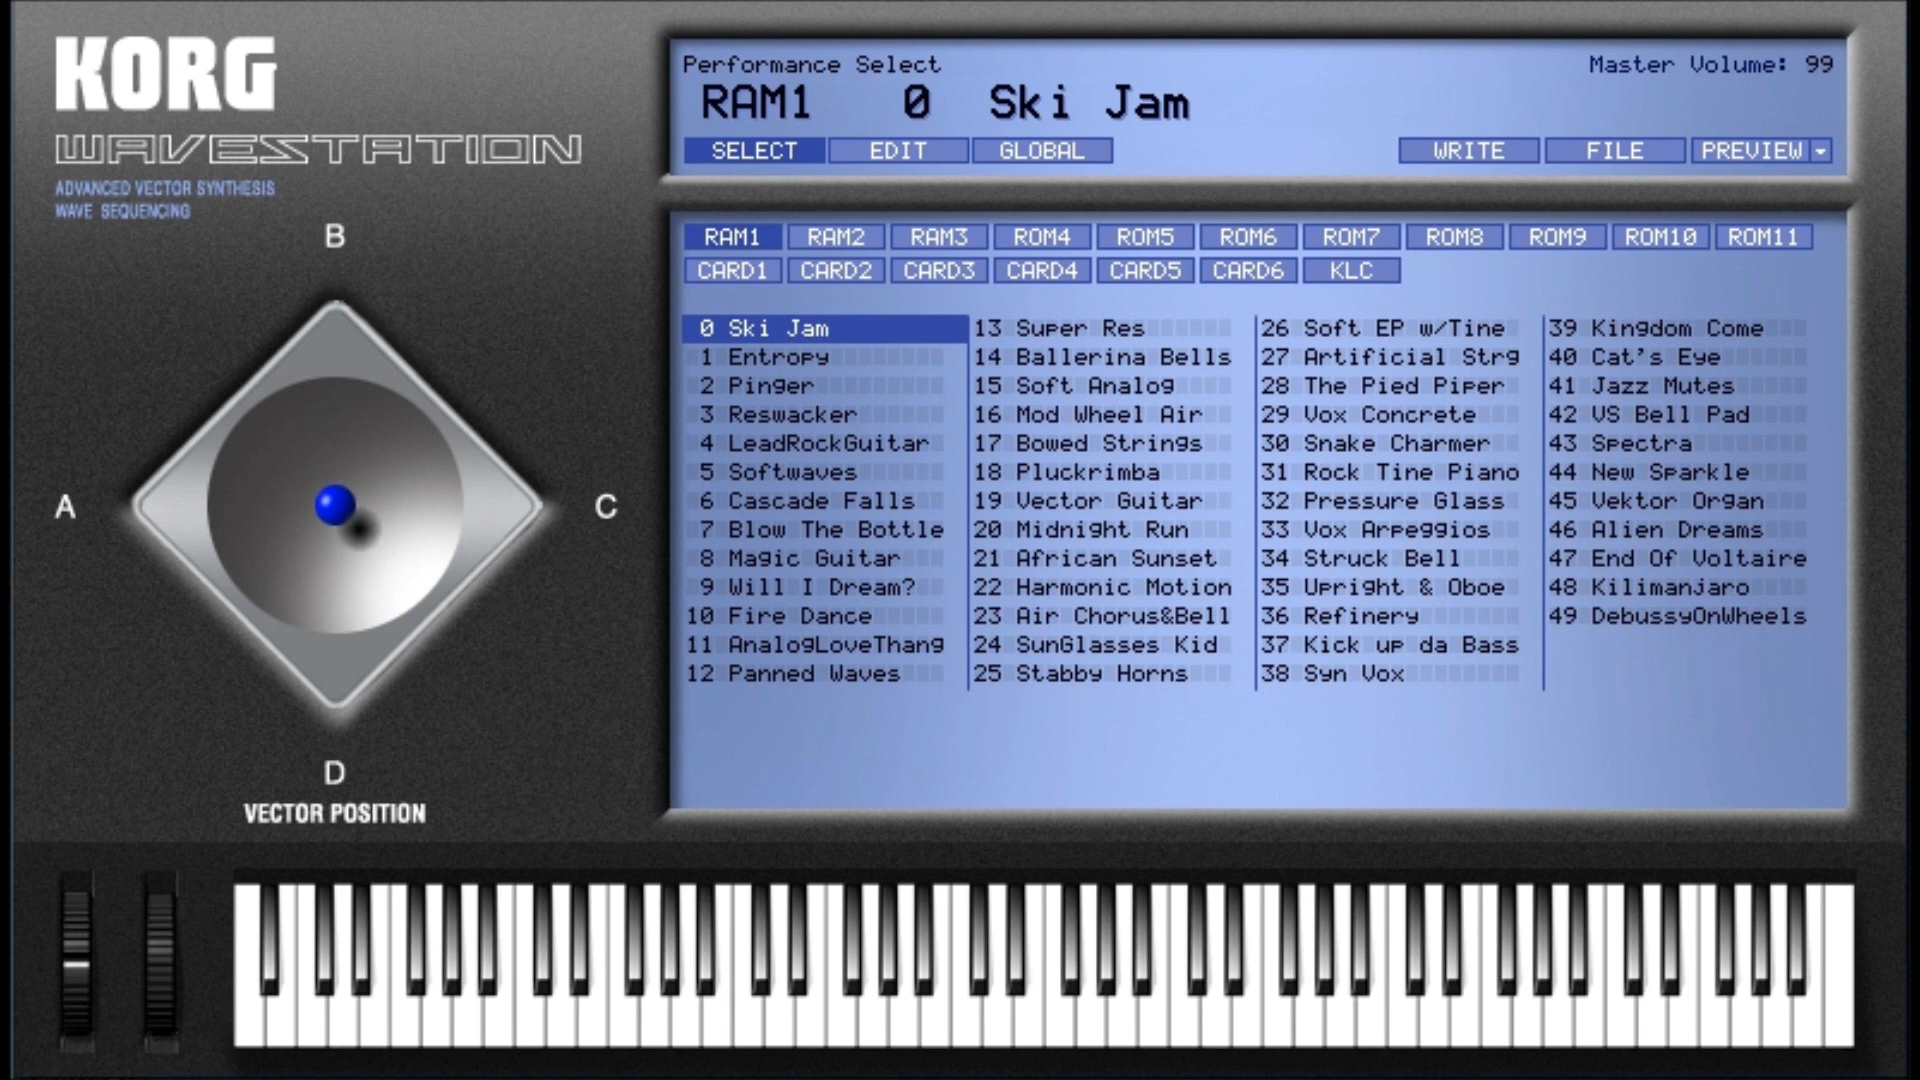 KORG
WAVESTATION
ADVANCED VECTOR SYNTHESIS
WAVE SEQUENCING
B
A
C
D
VECTOR POSITION
Performance Select Master Volume: 99
RAM1 0 Ski Jam
SELECT EDIT GLOBAL WRITE FILE PREVIEW
RAM1 RAM2 RAM3 ROM4 ROM5 ROM6 ROM7 ROM8 ROM9 ROM10 ROM11
CARD1 CARD2 CARD3 CARD4 CARD5 CARD6 KLC
0 Ski Jam
1 Entropy
2 Pinger
3 Reswacker
4 LeadRockGuitar
5 Softwaves
6 Cascade Falls
7 Blow The Bottle
8 Magic Guitar
9 Will I Dream?
10 Fire Dance
11 AnalogLoveThang
12 Panned Waves
13 Super Res
14 Ballerina Bells
15 Soft Analog
16 Mod Wheel Air
17 Bowed Strings
18 Pluckrimba
19 Vector Guitar
20 Midnight Run
21 African Sunset
22 Harmonic Motion
23 Air Chorus&Bell
24 SunGlasses Kid
25 Stabby Horns
26 Soft EP w/Tine
27 Artificial Strg
28 The Pied Piper
29 Vox Concrete
30 Snake Charmer
31 Rock Tine Piano
32 Pressure Glass
33 Vox Arpeggios
34 Struck Bell
35 Upright & Oboe
36 Refinery
37 Kick up da Bass
38 Syn Vox
39 Kingdom Come
40 Cat's Eye
41 Jazz Mutes
42 VS Bell Pad
43 Spectra
44 New Sparkle
45 Vektor Organ
46 Alien Dreams
47 End Of Voltaire
48 Kilimanjaro
49 DebussyOnWheels